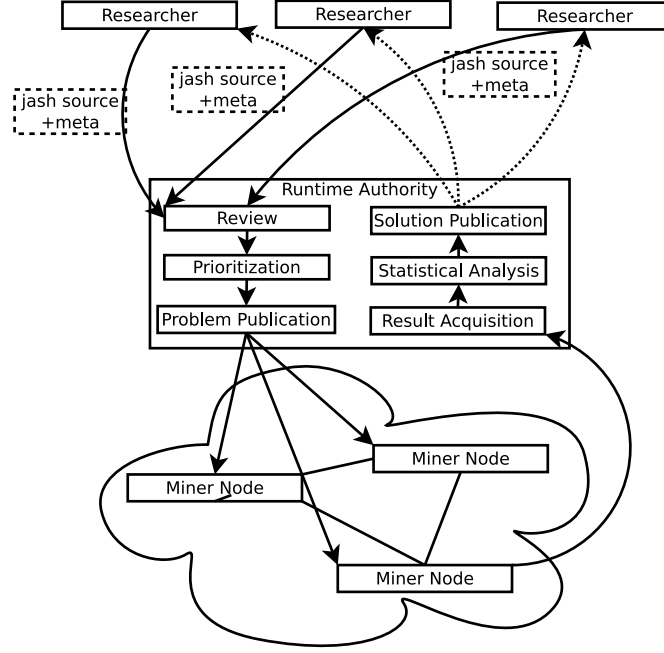 Researcher
Researcher
Researcher
jash source
+meta
jash source
+meta
jash source
+meta
Runtime Authority
Review
Solution Publication
Prioritization
Statistical Analysis
Problem Publication
Result Acquisition
Miner Node
Miner Node
Miner Node